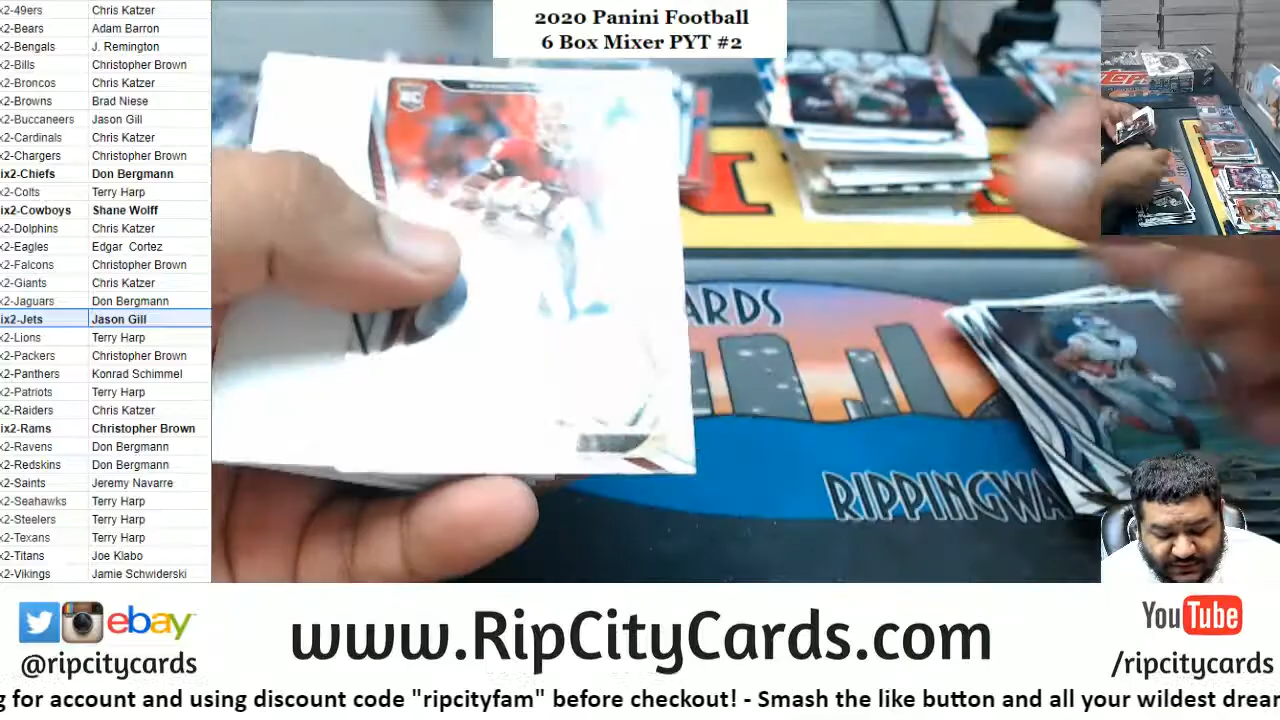 x2-49ers Chris Katzer
x2-Bears Adam Barron
x2-Bengals J. Remington
x2-Bills Christopher Brown
x2-Broncos Chris Katzer
x2-Browns Brad Niese
x2-Buccaneers Jason Gill
x2-Cardinals Chris Katzer
x2-Chargers Christopher Brown
ix2-Chiefs Don Bergmann
x2-Colts Terry Harp
ix2-Cowboys Shane Wolff
x2-Dolphins Chris Katzer
x2-Eagles Edgar Cortez
x2-Falcons Christopher Brown
x2-Giants Chris Katzer
x2-Jaguars Don Bergmann
ix2-Jets Jason Gill
x2-Lions Terry Harp
x2-Packers Christopher Brown
x2-Panthers Konrad Schimmel
x2-Patriots Terry Harp
x2-Raiders Chris Katzer
ix2-Rams Christopher Brown
x2-Ravens Don Bergmann
x2-Redskins Don Bergmann
x2-Saints Jeremy Navarre
x2-Seahawks Terry Harp
x2-Steelers Terry Harp
x2-Texans Terry Harp
x2-Titans Joe Klabo
x2-Vikings Jamie Schwiderski
2020 Panini Football
6 Box Mixer PYT #2
RC
ARDS
RIPPINGWA
Topps
ebay
@ripcitycards
www.RipCityCards.com
YouTube
/ripcitycards
g for account and using discount code "ripcityfam" before checkout! - Smash the like button and all your wildest drear